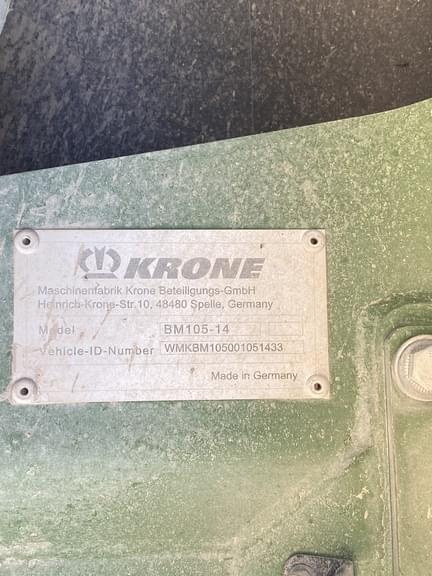 KRONE
Maschinenfabrik Krone Beteiligungs-GmbH
Heinrich-Krone-Str.10, 48480 Spelle, Germany
Model BM105-14
Vehicle-ID-Number WMKBM105001051433
Made in Germany